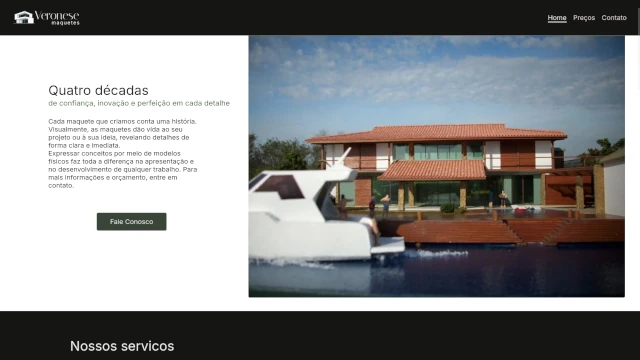 Veronese
maquetes
Home Preços Contato
Quatro décadas
de confiança, inovação e perfeição em cada detalhe
Cada maquete que criamos conta uma história.
Visualmente, as maquetes dão vida ao seu
projeto ou à sua ideia, revelando detalhes de
forma clara e imediata.
Expressar conceitos por meio de modelos
físicos faz toda a diferença na apresentação e
no desenvolvimento de qualquer trabalho. Para
mais informações e orçamento, entre em
contato.
Fale Conosco
Nossos servicos